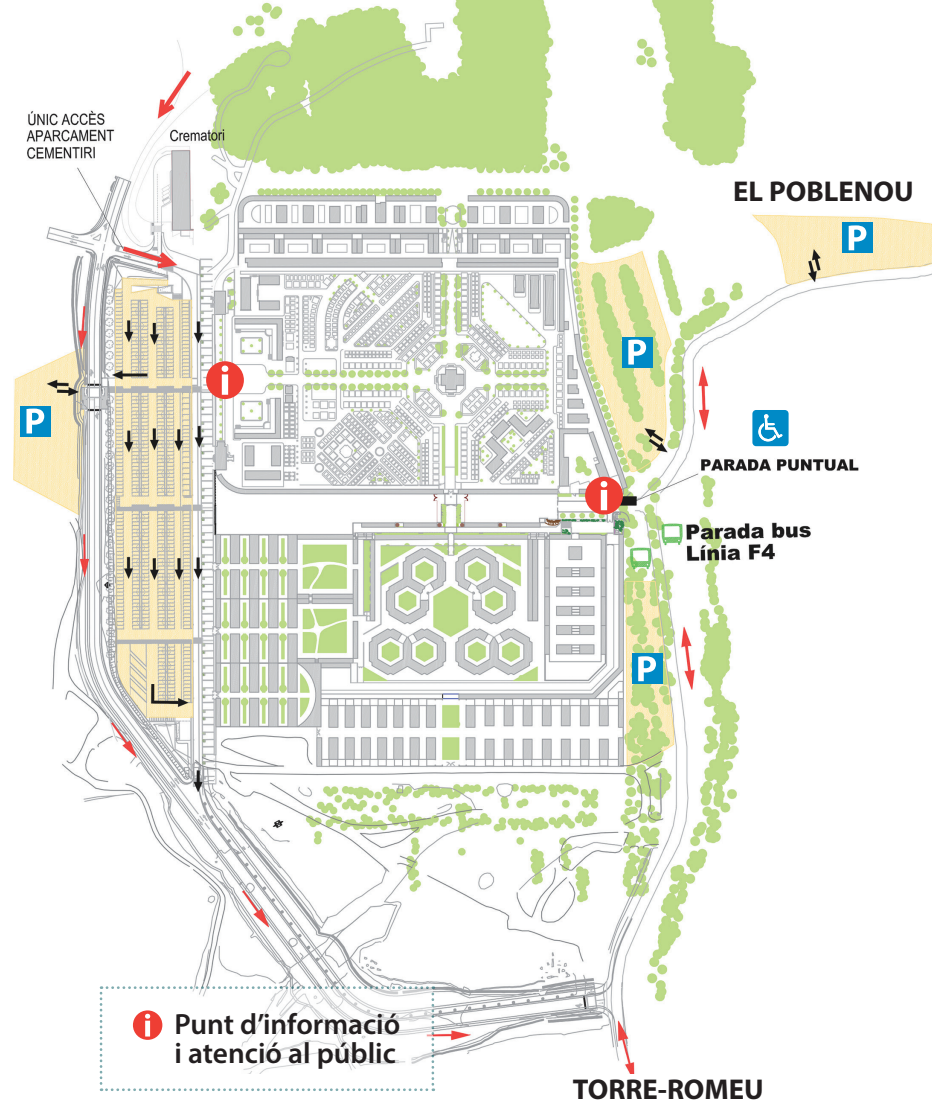 ÚNIC ACCÈS
APARCAMENT
CEMENTIRI
Crematori
EL POBLENOU
P
P
P
i
PARADA PUNTUAL
i
Parada bus
Línia F4
P
i Punt d'informació
i atenció al públic
TORRE-ROMEU